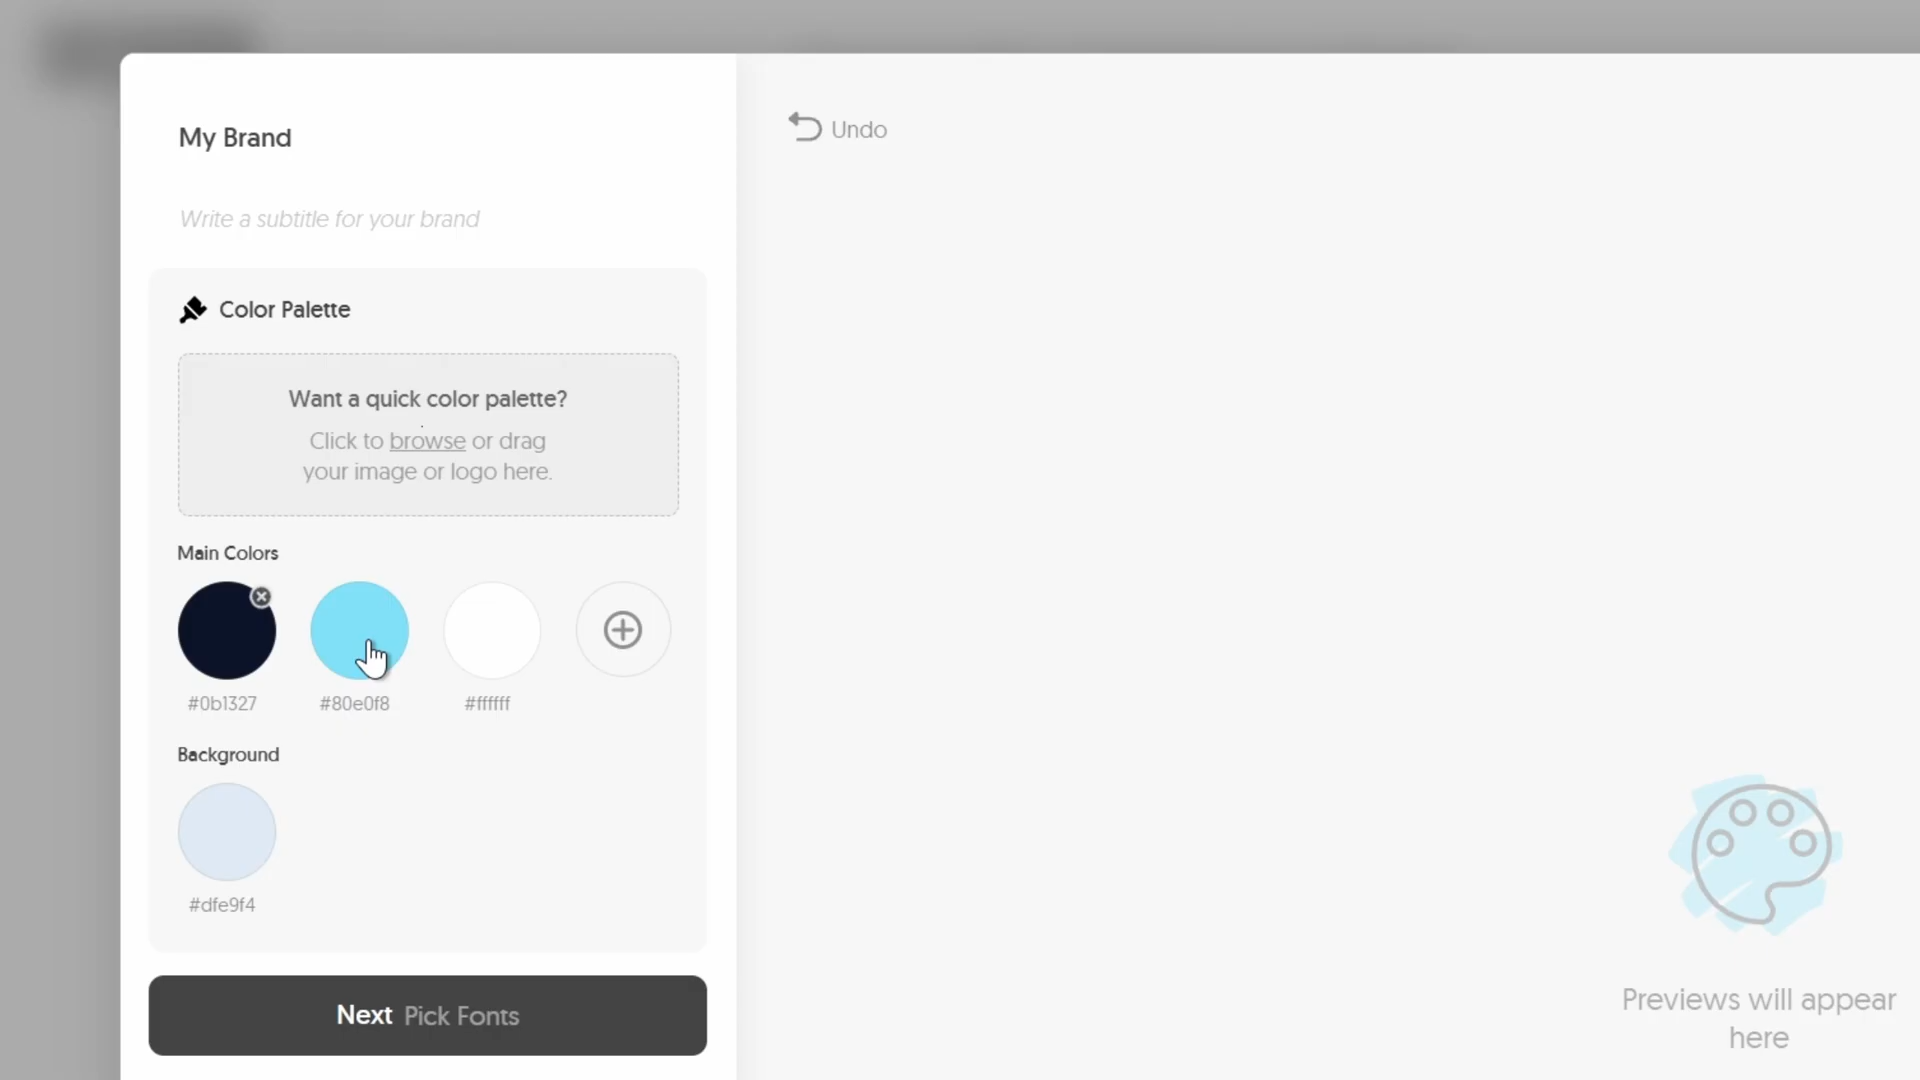 My Brand
Undo
Write a subtitle for your brand
Color Palette
Want a quick color palette?
Click to browse or drag
your image or logo here.
Main Colors
#0b1327 #80e0f8 #ffffff
Background
#dfe9f4
Next Pick Fonts
Previews will appear
here